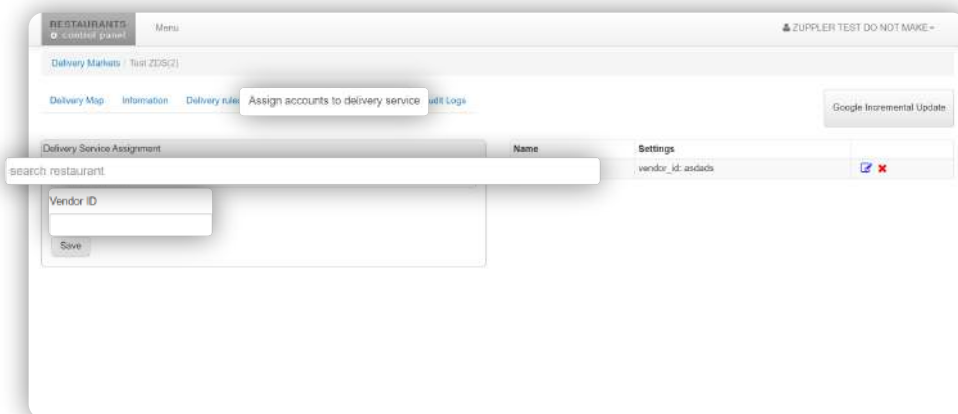 RESTAURANTS
control panel
Menu
ZUPPLER TEST DO NOT MAKE
Delivery Markets / Test ZDS(2)
Delivery Map Information Delivery rules Assign accounts to delivery service Audit Logs
Google Incremental Update
Delivery Service Assignment
Name Settings
search restaurant
vendor_id: asdads
Vendor ID
Save